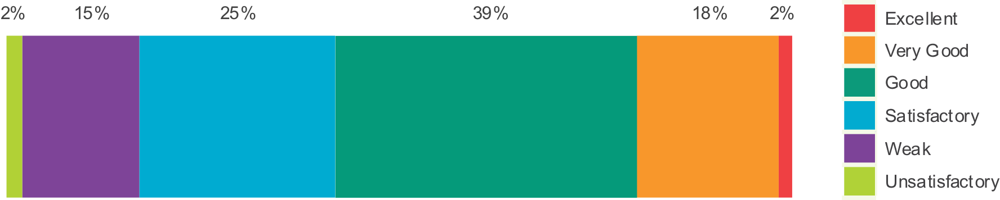 2% 15% 25% 39% 18% 2%
Excellent
Very Good
Good
Satisfactory
Weak
Unsatisfactory